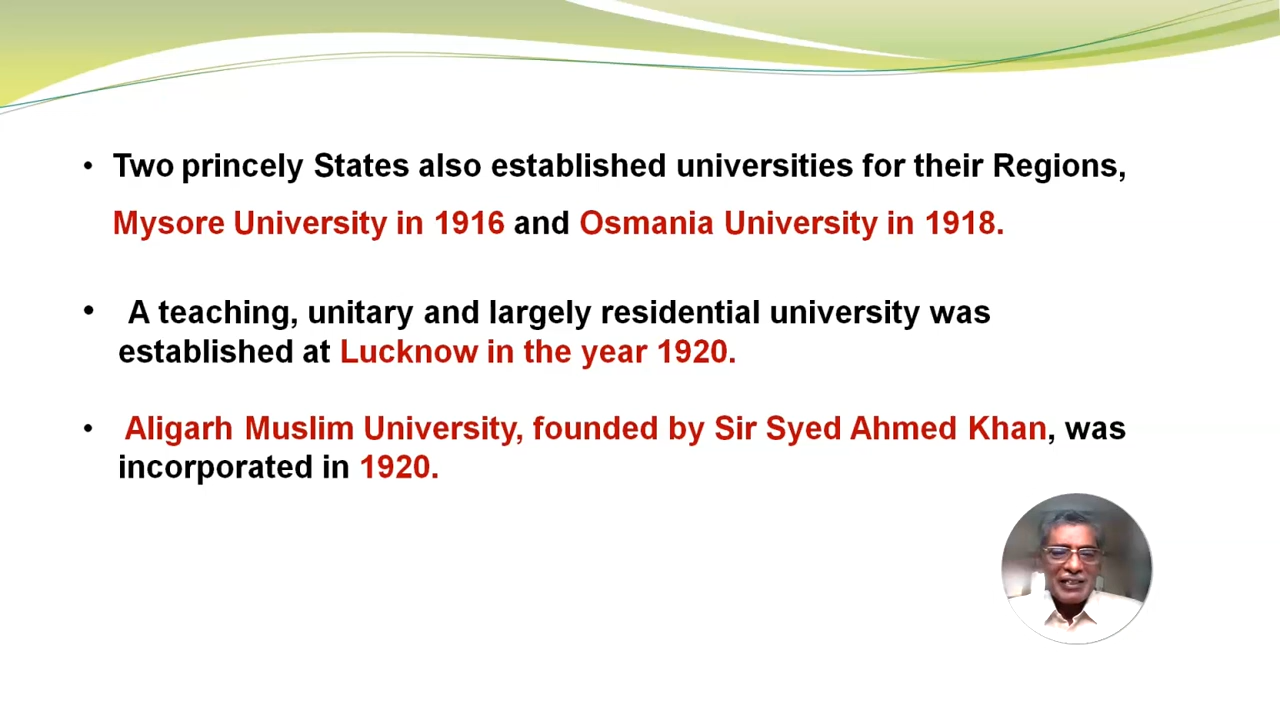 • Two princely States also established universities for their Regions,
Mysore University in 1916 and Osmania University in 1918.
• A teaching, unitary and largely residential university was
established at Lucknow in the year 1920.
• Aligarh Muslim University, founded by Sir Syed Ahmed Khan, was
incorporated in 1920.